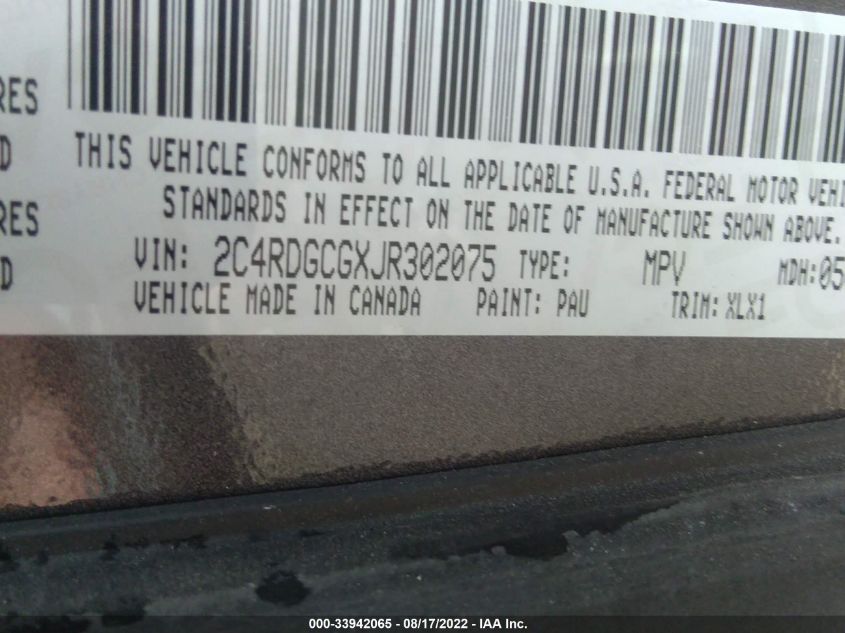 RES
D
RES
D
THIS VEHICLE CONFORMS TO ALL APPLICABLE U.S.A. FEDERAL MOTOR VEHI
STANDARDS IN EFFECT ON THE DATE OF MANUFACTURE SHOWN ABOVE.
VIN: 2C4RDGCGXJR302075 TYPE: MPV MDH:05
VEHICLE MADE IN CANADA PAINT: PAU TRIM: XLX1
000-33942065 - 08/17/2022 - IAA Inc.